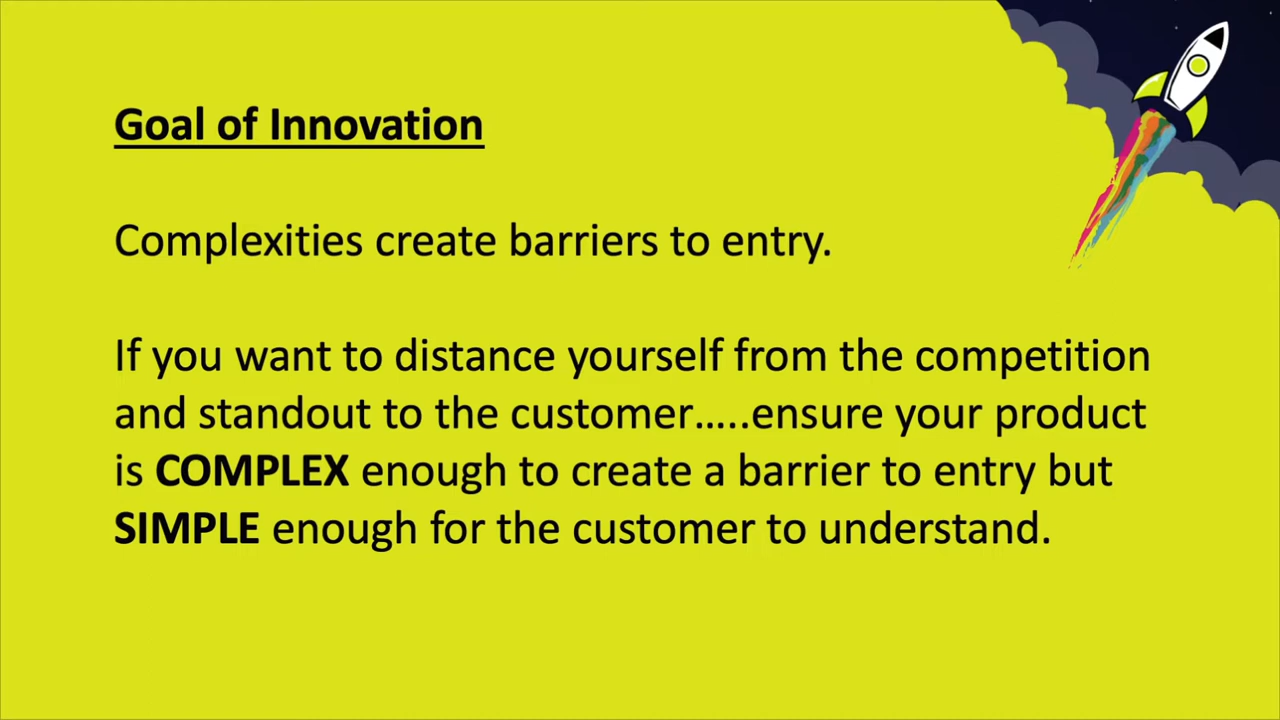 Goal of Innovation
Complexities create barriers to entry.
If you want to distance yourself from the competition
and standout to the customer…..ensure your product
is COMPLEX enough to create a barrier to entry but
SIMPLE enough for the customer to understand.